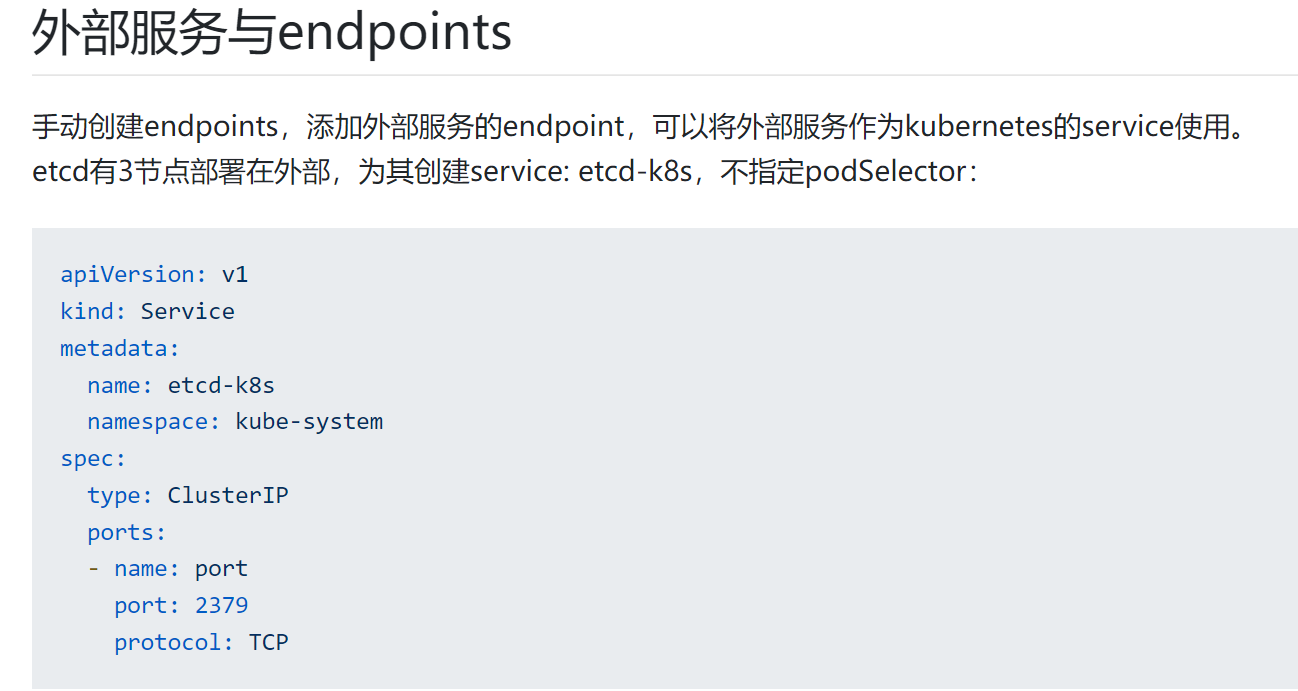 外部服务与endpoints
手动创建endpoints，添加外部服务的endpoint，可以将外部服务作为kubernetes的service使用。
etcd有3节点部署在外部，为其创建service: etcd-k8s，不指定podSelector：
apiVersion: v1
kind: Service
metadata:
  name: etcd-k8s
  namespace: kube-system
spec:
  type: ClusterIP
  ports:
  - name: port
    port: 2379
    protocol: TCP